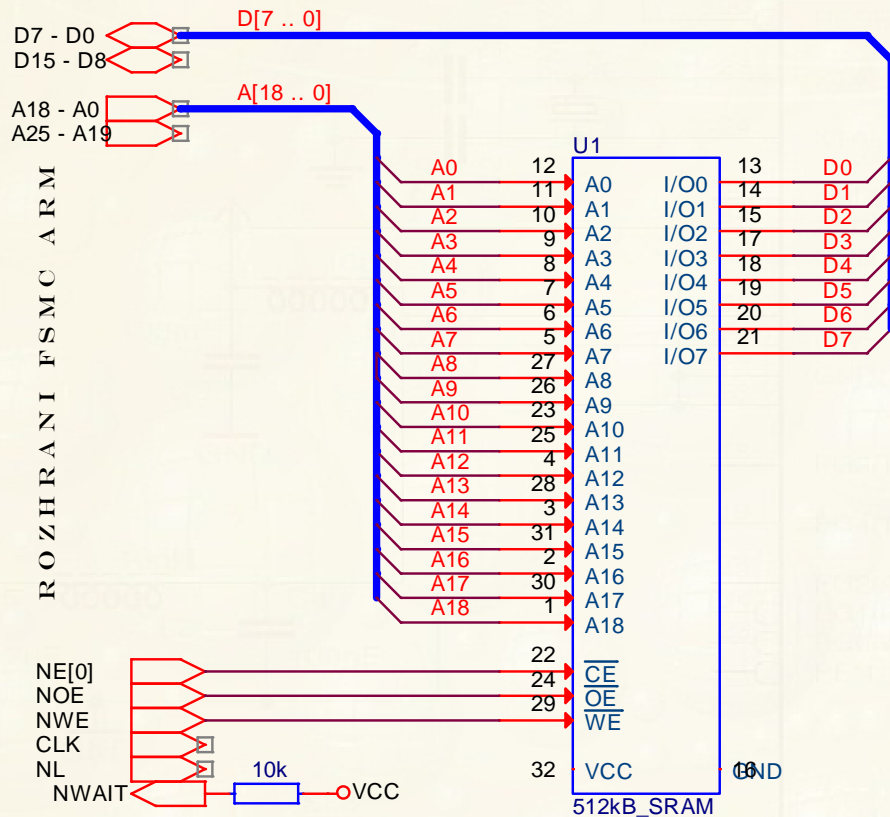 D[7 .. 0]
D7 - D0
D15 - D8
A[18 .. 0]
A18 - A0
A25 - A19
ROZHRANI FSMC ARM
U1
A0 12 A0 I/O0 13 D0
A1 11 A1 I/O1 14 D1
A2 10 A2 I/O2 15 D2
A3 9 A3 I/O3 17 D3
A4 8 A4 I/O4 18 D4
A5 7 A5 I/O5 19 D5
A6 6 A6 I/O6 20 D6
A7 5 A7 I/O7 21 D7
A8 27 A8
A9 26 A9
A10 23 A10
A11 25 A11
A12 4 A12
A13 28 A13
A14 3 A14
A15 31 A15
A16 2 A16
A17 30 A17
A18 1 A18
NE[0] 22 CE
NOE 24 OE
NWE 29 WE
CLK
NL
32 VCC 16 GND
NWAIT 10k VCC
512kB_SRAM